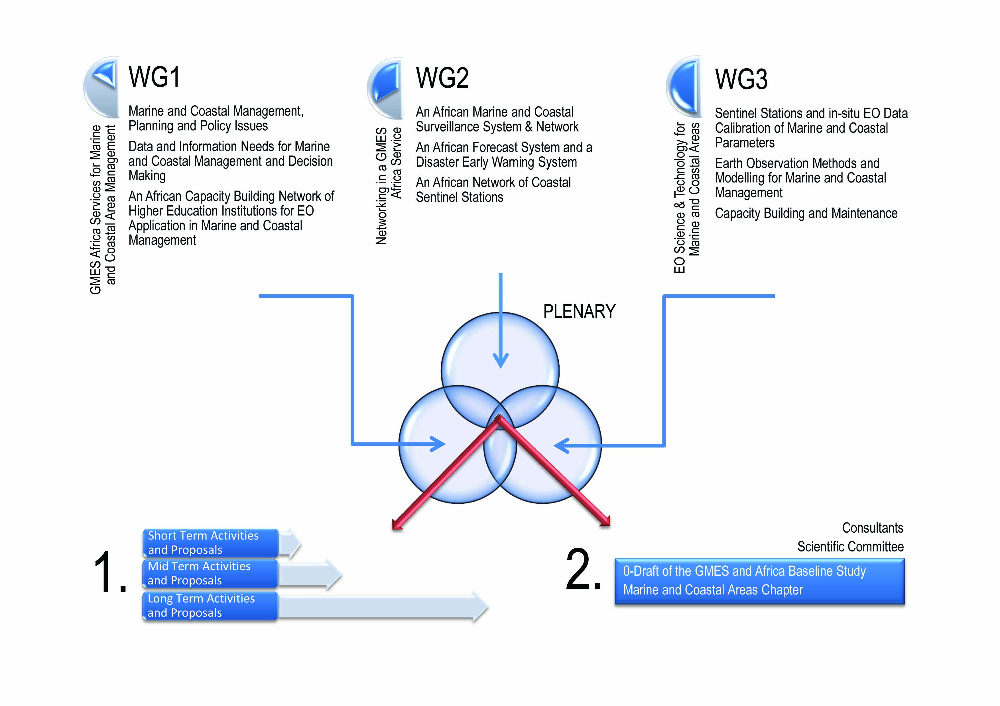 WG1
Marine and Coastal Management,
Planning and Policy Issues
Data and Information Needs for Marine
and Coastal Management and Decision
Making
An African Capacity Building Network of
Higher Education Institutions for EO
Application in Marine and Coastal
Management
GMES Africa Services for Marine
and Coastal Area Management
WG2
An African Marine and Coastal
Surveillance System & Network
An African Forecast System and a
Disaster Early Warning System
An African Network of Coastal
Sentinel Stations
Networking in a GMES
Africa Service
WG3
Sentinel Stations and in-situ EO Data
Calibration of Marine and Coastal
Parameters
Earth Observation Methods and
Modelling for Marine and Coastal
Management
Capacity Building and Maintenance
EO Science & Technology for
Marine and Coastal Areas
PLENARY
1.
Short Term Activities
and Proposals
Mid Term Activities
and Proposals
Long Term Activities
and Proposals
2.
Consultants
Scientific Committee
0-Draft of the GMES and Africa Baseline Study
Marine and Coastal Areas Chapter